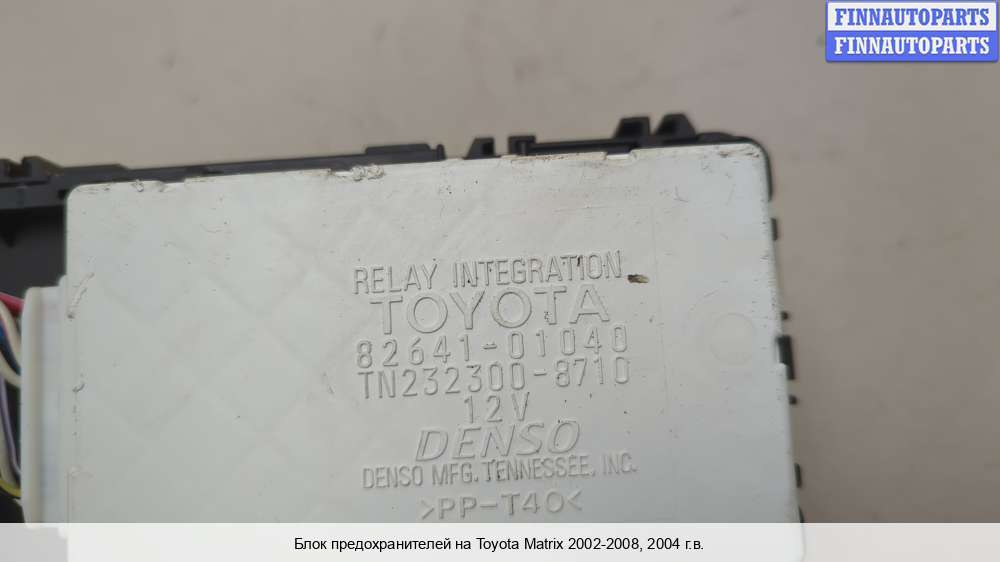 FINNAUTOPARTS
FINNAUTOPARTS
RELAY INTEGRATION
TOYOTA
82641-01040
TN232300-8710
12V
DENSO
DENSO MFG. TENNESSEE, INC.
>PP-T40<
Блок предохранителей на Toyota Matrix 2002-2008, 2004 г.в.